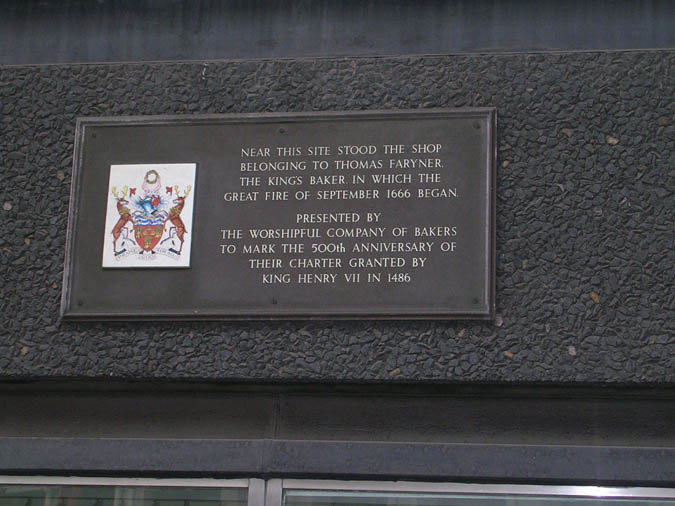 NEAR THIS SITE STOOD THE SHOP
BELONGING TO THOMAS FARYNER,
THE KING'S BAKER, IN WHICH THE
GREAT FIRE OF SEPTEMBER 1666 BEGAN.
PRESENTED BY
THE WORSHIPFUL COMPANY OF BAKERS
TO MARK THE 500th ANNIVERSARY OF
THEIR CHARTER GRANTED BY
KING HENRY VII IN 1486